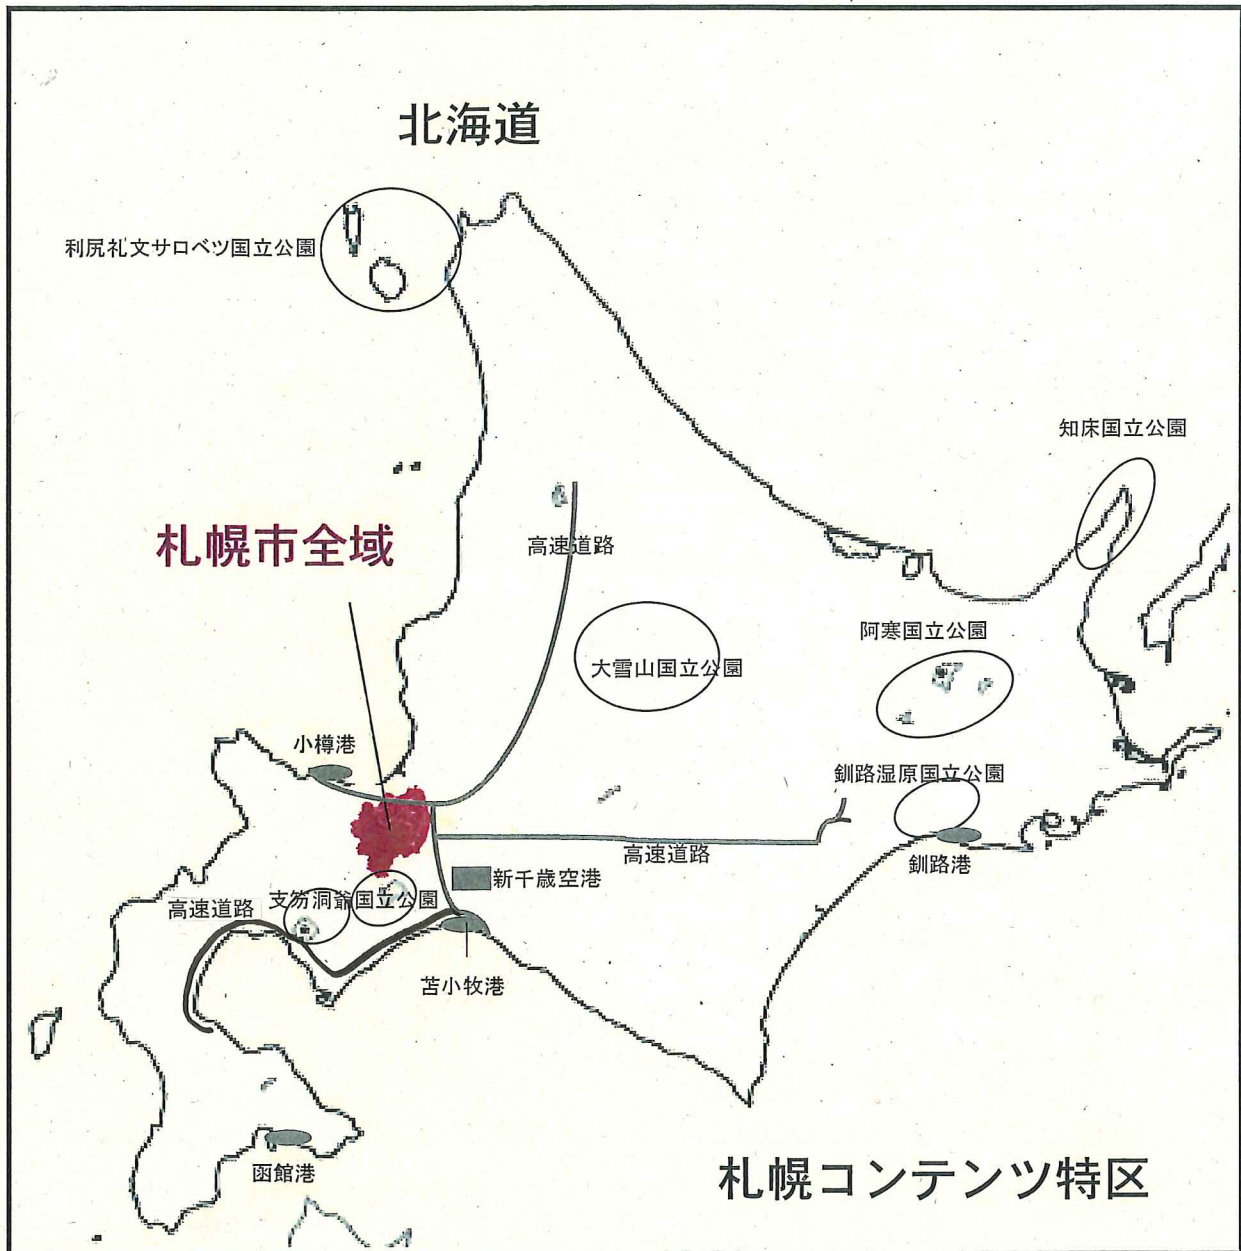 北海道
利尻礼文サロベツ国立公園
知床国立公園
札幌市全域
高速道路
阿寒国立公園
大雪山国立公園
小樽港
釧路湿原国立公園
高速道路
釧路港
新千歳空港
支笏洞爺国立公園
高速道路
苫小牧港
函館港
札幌コンテンツ特区